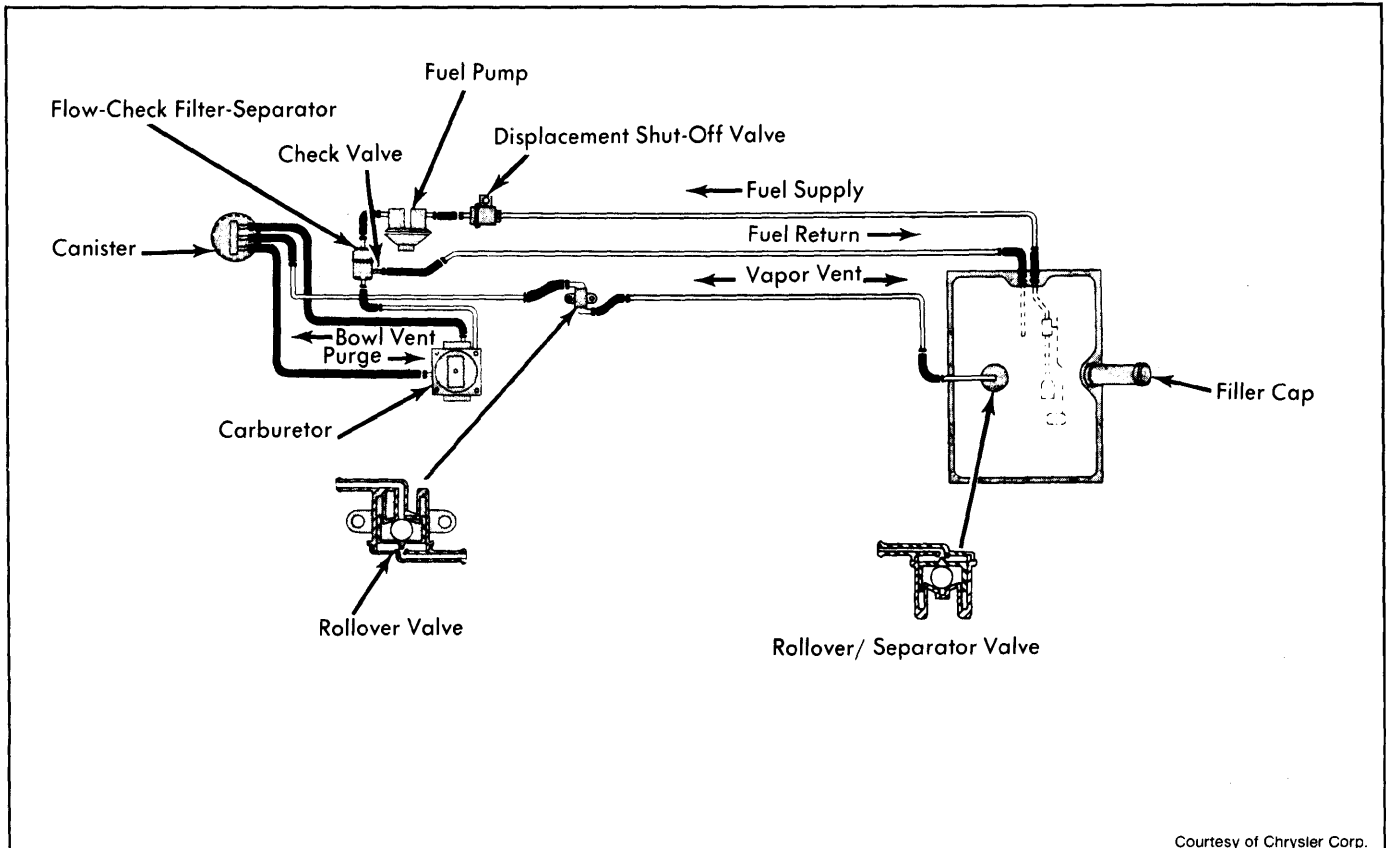 Fuel Pump
Flow-Check Filter-Separator
Displacement Shut-Off Valve
Check Valve
Fuel Supply
Fuel Return
Canister
Vapor Vent
Bowl Vent
Purge
Filler Cap
Carburetor
Rollover Valve
Rollover/ Separator Valve
Courtesy of Chrysler Corp.